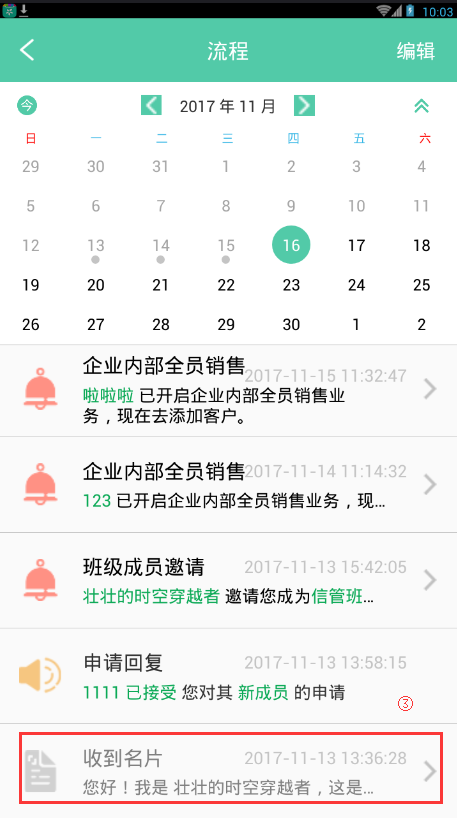 10:03
流程
编辑
今
2017 年 11 月
日 一 二 三 四 五 六
29 30 31 1 2 3 4
5 6 7 8 9 10 11
12 13 14 15 16 17 18
19 20 21 22 23 24 25
26 27 28 29 30 1 2
企业内部全员销售 2017-11-15 11:32:47
啦啦啦 已开启企业内部全员销售业
务，现在去添加客户。
企业内部全员销售 2017-11-14 11:14:32
123 已开启企业内部全员销售业务，现...
班级成员邀请 2017-11-13 15:42:05
壮壮的时空穿越者 邀请您成为信管班...
申请回复 2017-11-13 13:58:15
1111 已接受 您对其 新成员 的申请
③
收到名片 2017-11-13 13:36:28
您好！我是 壮壮的时空穿越者，这是...